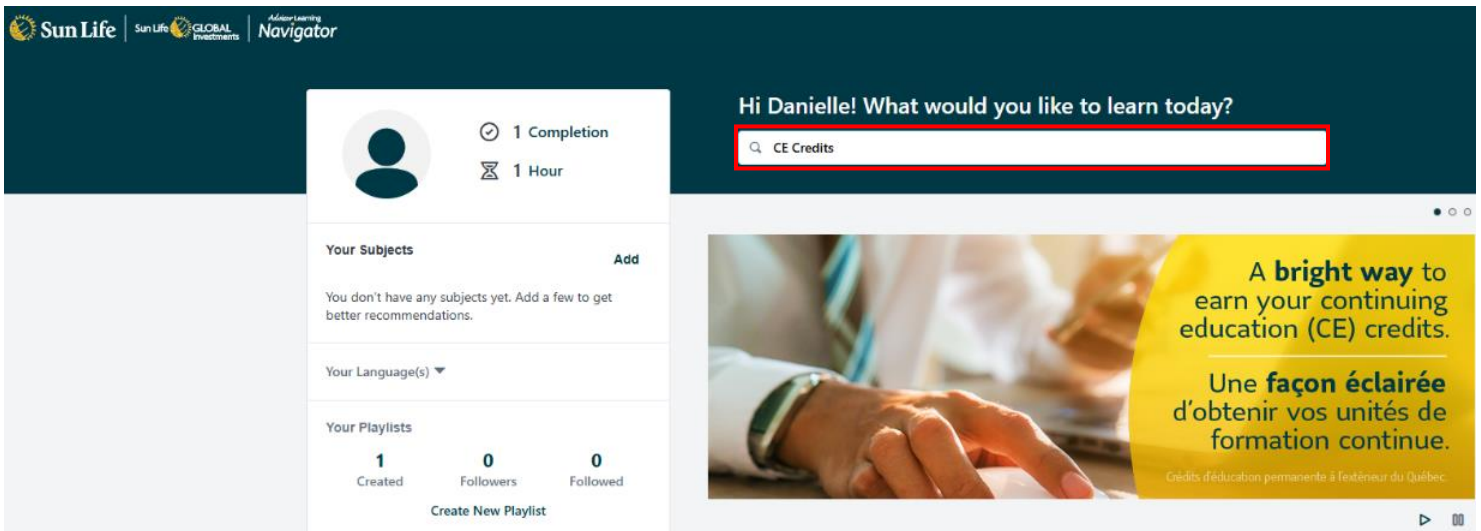 Sun Life
Sun Life GLOBAL Investments
Advisor Learning
Navigator
1 Completion
1 Hour
Your Subjects
Add
You don't have any subjects yet. Add a few to get
better recommendations.
Your Language(s)
Your Playlists
1
0
0
Created
Followers
Followed
Create New Playlist
Hi Danielle! What would you like to learn today?
CE Credits
A bright way to
earn your continuing
education (CE) credits.
Une façon éclairée
d'obtenir vos unités de
formation continue.
Crédits d'éducation permanente à l'extérieur du Québec.